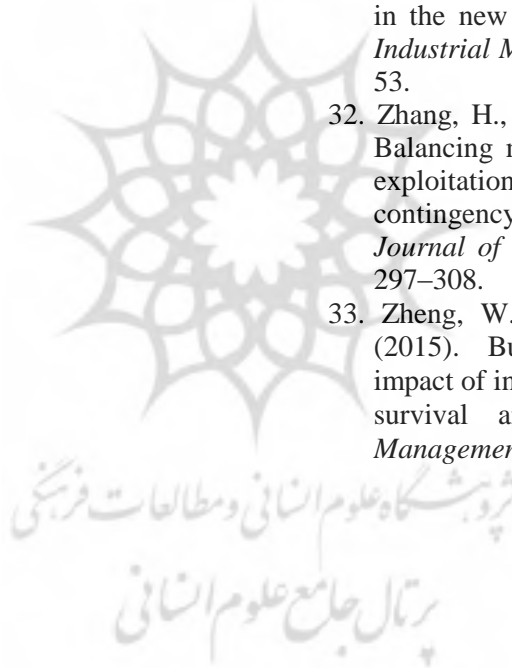 in the new
Industrial M
53.
32. Zhang, H.,
Balancing r
exploitation
contingency
Journal of
297–308.
33. Zheng, W.
(2015). Bu
impact of in
survival a
Managemen
پژوهشگاه علوم انسانی و مطالعات فرهنگی
پرتال جامع علوم انسانی